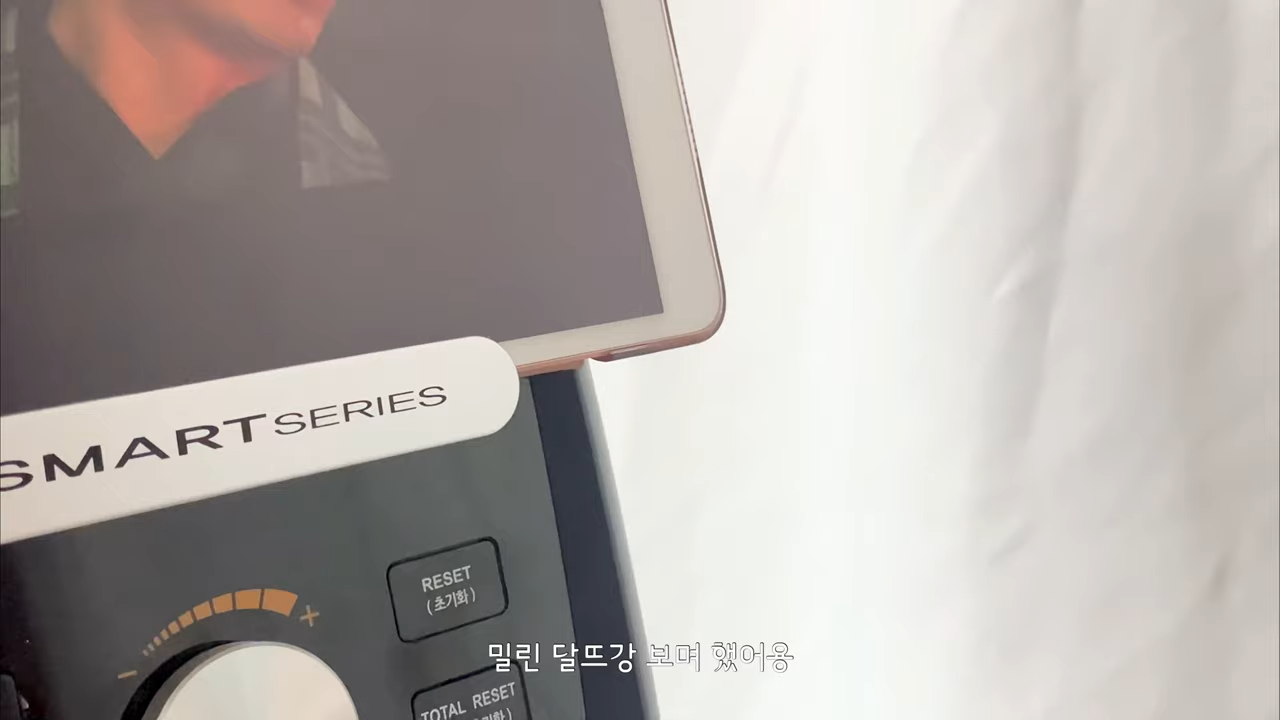 SMART SERIES
+
RESET
(초기화)
−
밀린 달뜨강 보며 했어용
TOTAL RESET